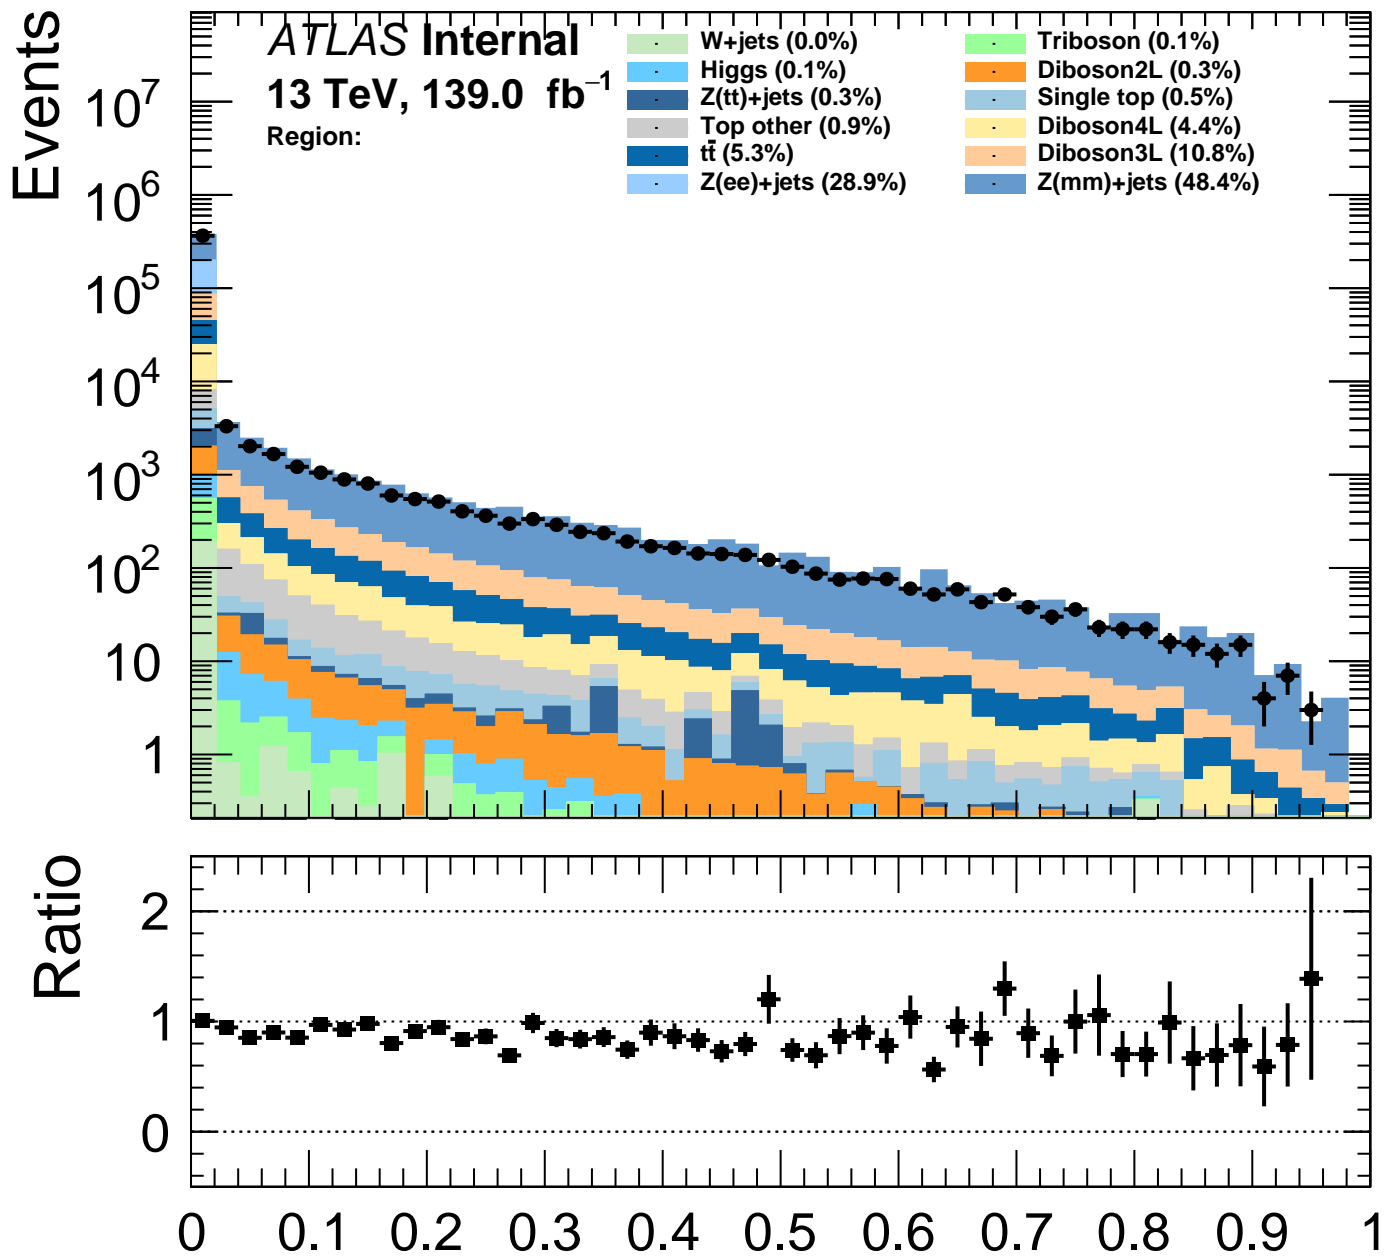 Events
ATLAS Internal
13 TeV, 139.0 fb⁻¹
Region:
W+jets (0.0%)
Higgs (0.1%)
Z(tt)+jets (0.3%)
Top other (0.9%)
tt̄ (5.3%)
Z(ee)+jets (28.9%)
Triboson (0.1%)
Diboson2L (0.3%)
Single top (0.5%)
Diboson4L (4.4%)
Diboson3L (10.8%)
Z(mm)+jets (48.4%)
10⁷
10⁶
10⁵
10⁴
10³
10²
10
1
Ratio
2
1
0
0 0.1 0.2 0.3 0.4 0.5 0.6 0.7 0.8 0.9 1